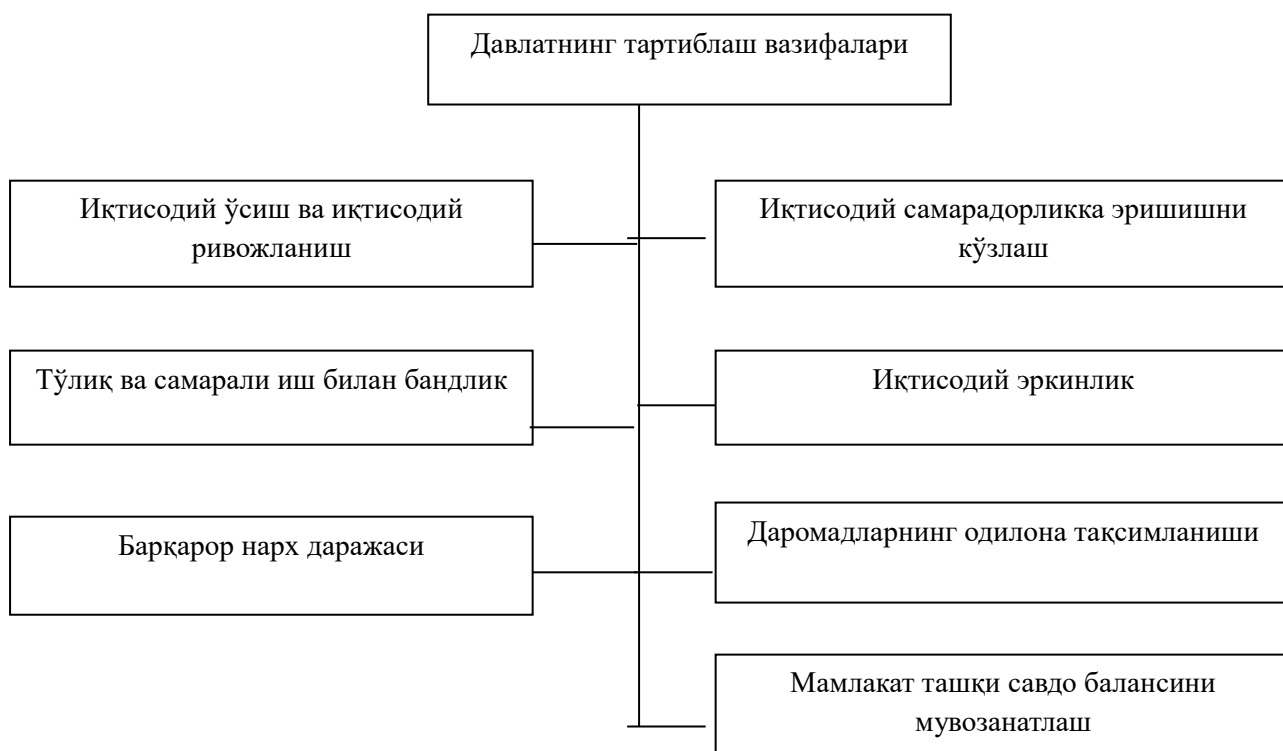 Давлатнинг тартиблаш вазифалари
Иқтисодий ўсиш ва иқтисодий
ривожланиш
Иқтисодий самарадорликка эришишни
кўзлаш
Тўлиқ ва самарали иш билан бандлик
Иқтисодий эркинлик
Барқарор нарх даражаси
Даромадларнинг одилона тақсимланиши
Мамлакат ташқи савдо балансини
мувозанатлаш